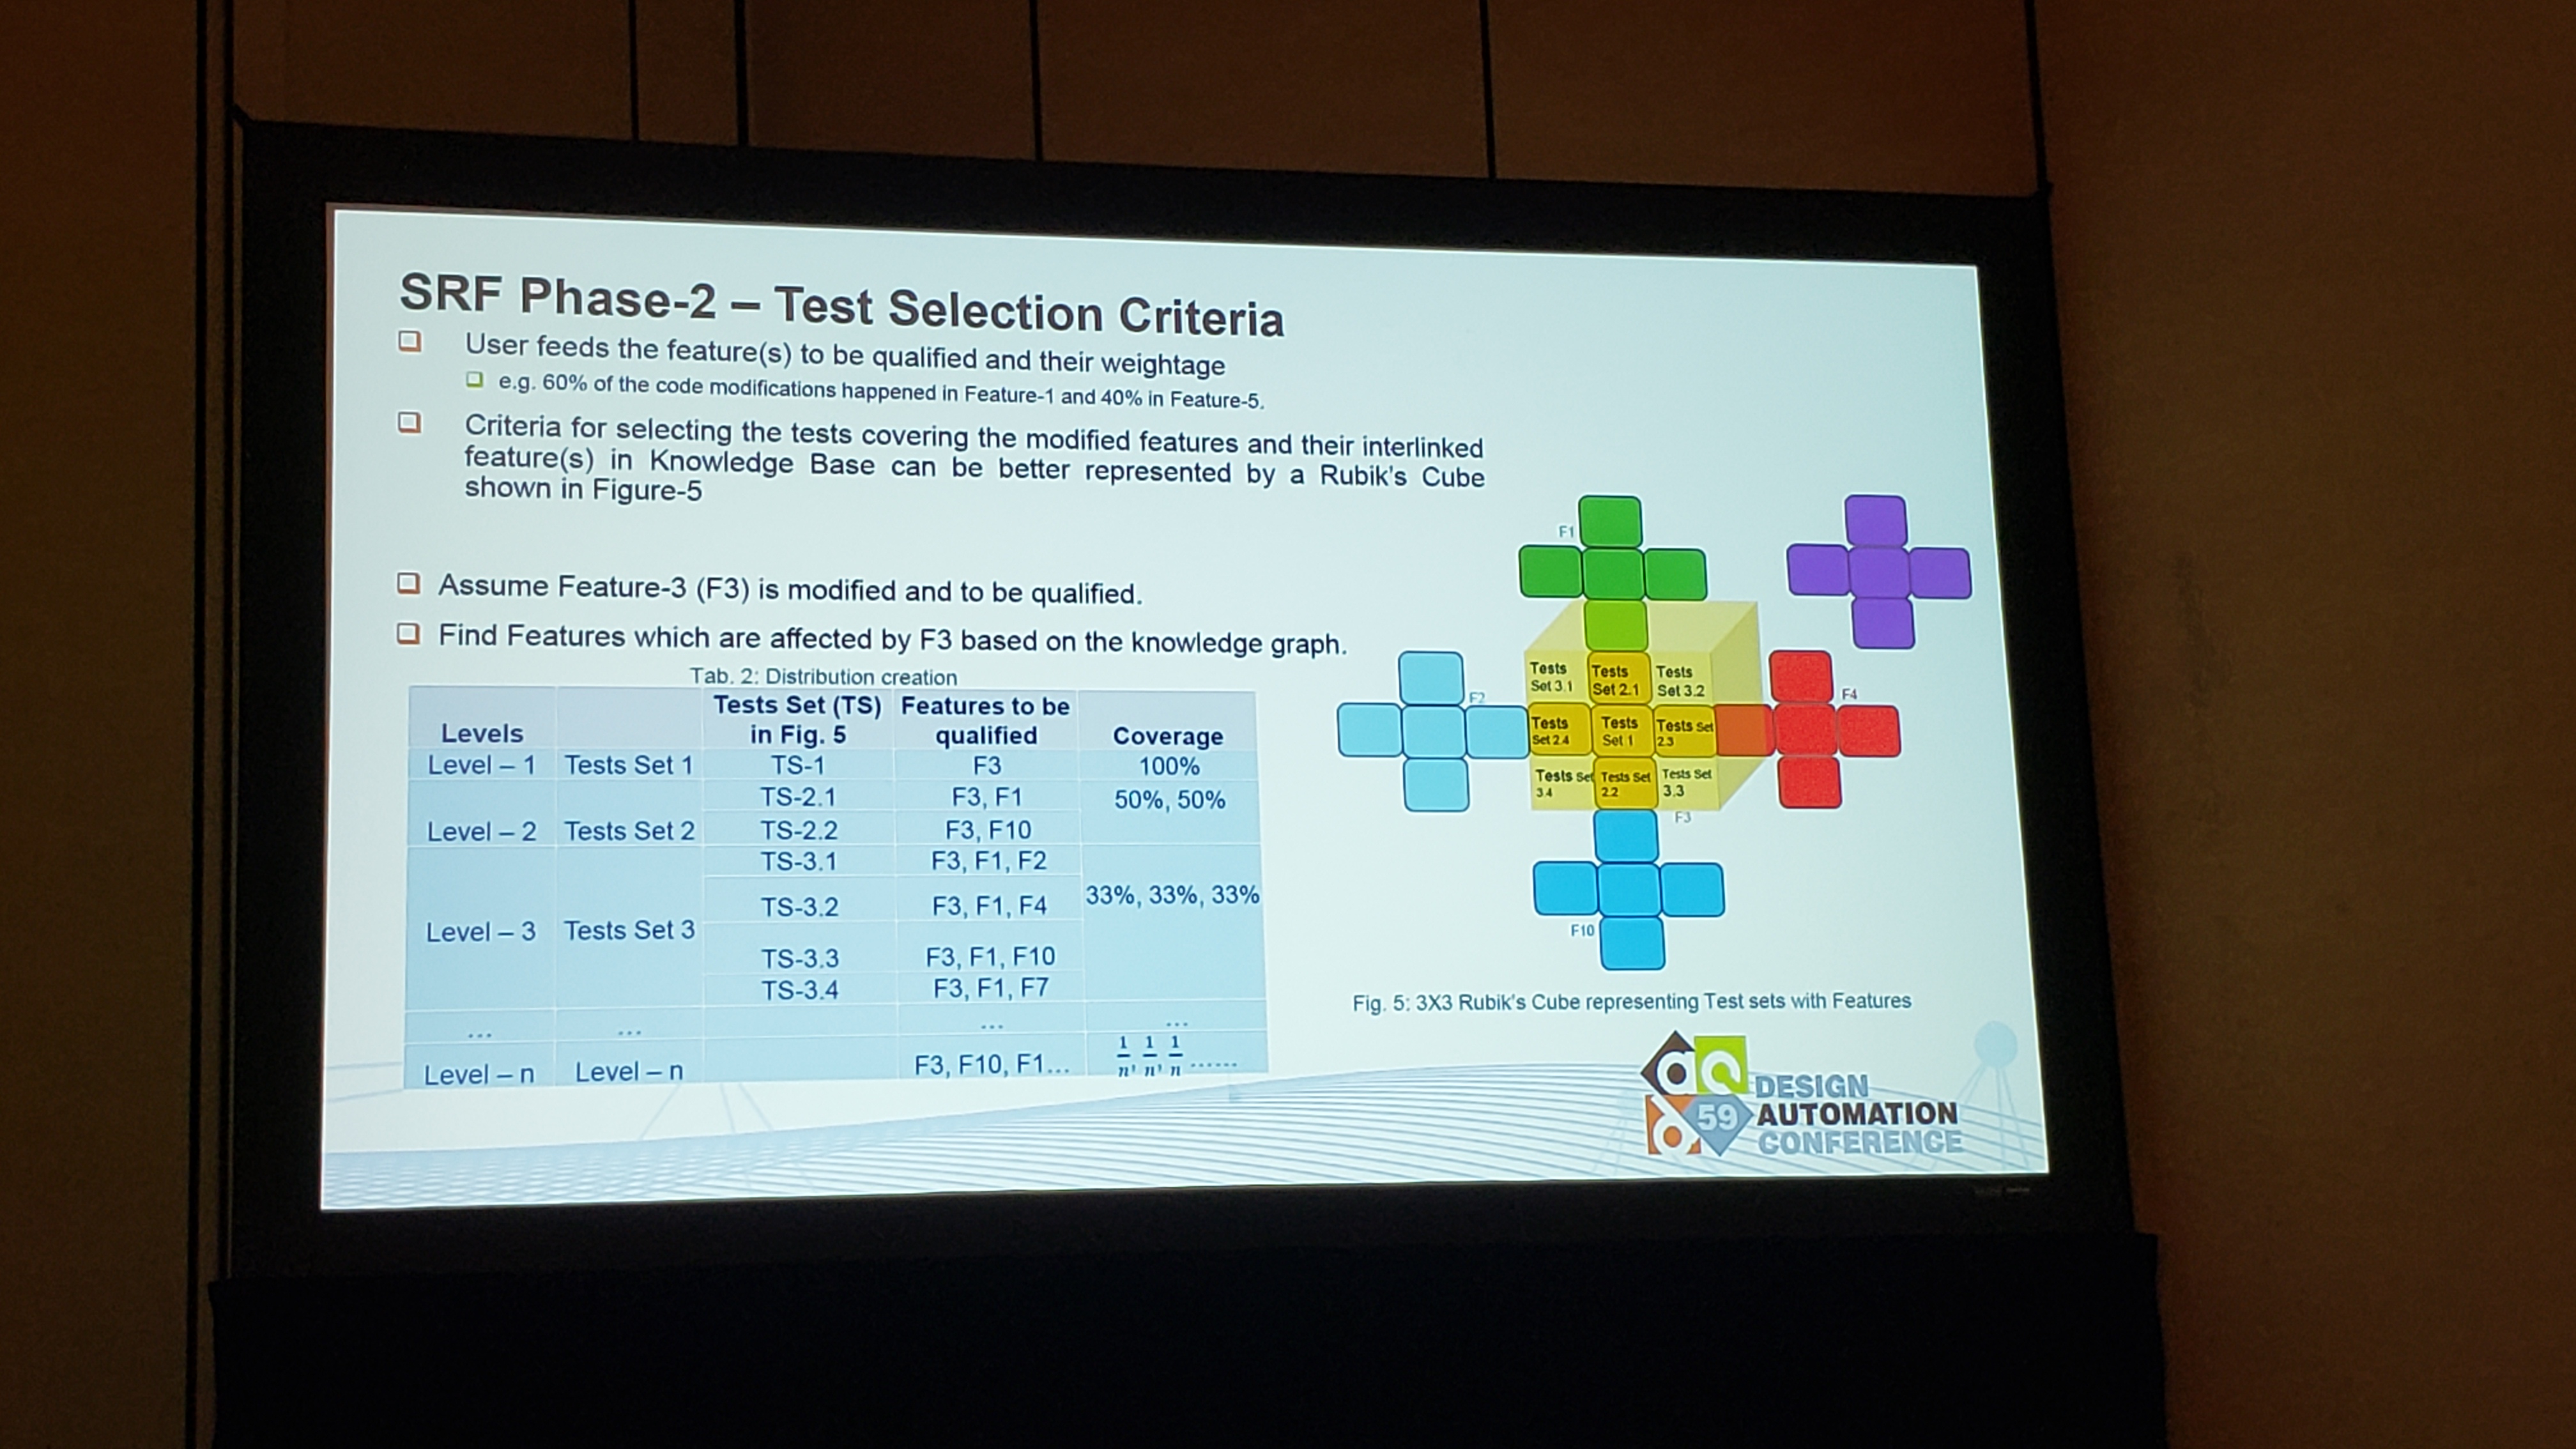 SRF Phase-2 – Test Selection Criteria
User feeds the feature(s) to be qualified and their weightage
e.g. 60% of the code modifications happened in Feature-1 and 40% in Feature-5.
Criteria for selecting the tests covering the modified features and their interlinked
feature(s) in Knowledge Base can be better represented by a Rubik's Cube
shown in Figure-5
Assume Feature-3 (F3) is modified and to be qualified.
Find Features which are affected by F3 based on the knowledge graph.
Tab. 2: Distribution creation
Levels Tests Set (TS) in Fig. 5 Features to be qualified Coverage
Level – 1 Tests Set 1 TS-1 F3 100%
TS-2.1 F3, F1 50%, 50%
Level – 2 Tests Set 2 TS-2.2 F3, F10
TS-3.1 F3, F1, F2
33%, 33%, 33%
TS-3.2 F3, F1, F4
Level – 3 Tests Set 3
TS-3.3 F3, F1, F10
TS-3.4 F3, F1, F7
... ... ... ...
Level – n Level – n F3, F10, F1... 1/n, 1/n, 1/n ......
F1
F2
F4
Tests Set 3.1
Tests Set 2.1
Tests Set 3.2
Tests Set 2.4
Tests Set 1
Tests Set 2.3
Tests Set 3.4
Tests Set 2.2
Tests Set 3.3
F3
F10
Fig. 5: 3X3 Rubik's Cube representing Test sets with Features
59
DESIGN
AUTOMATION
CONFERENCE